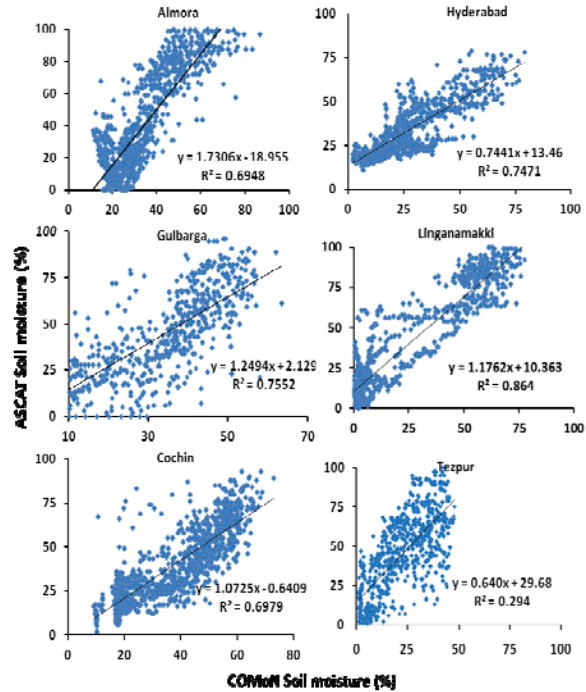 Almora
100
80
60
40
20
0
0 20 40 60 80 100
y = 1.7306x - 18.955
R² = 0.6948
Hyderabad
100
75
50
25
0
0 25 50 75 100
y = 0.7441x + 13.46
R² = 0.7471
Gulbarga
100
75
50
25
0
10 30 50 70
y = 1.2494x + 2.129
R² = 0.7552
Linganamakki
100
75
50
25
0
0 25 50 75 100
y = 1.1762x + 10.363
R² = 0.864
Cochin
100
75
50
25
0
0 20 40 60 80
y = 1.0725x - 0.6409
R² = 0.6979
Tezpur
100
75
50
25
0
0 25 50 75 100
y = 0.640x + 29.68
R² = 0.294
ASCAT Soil moisture (%)
COMoN Soil moisture (%)